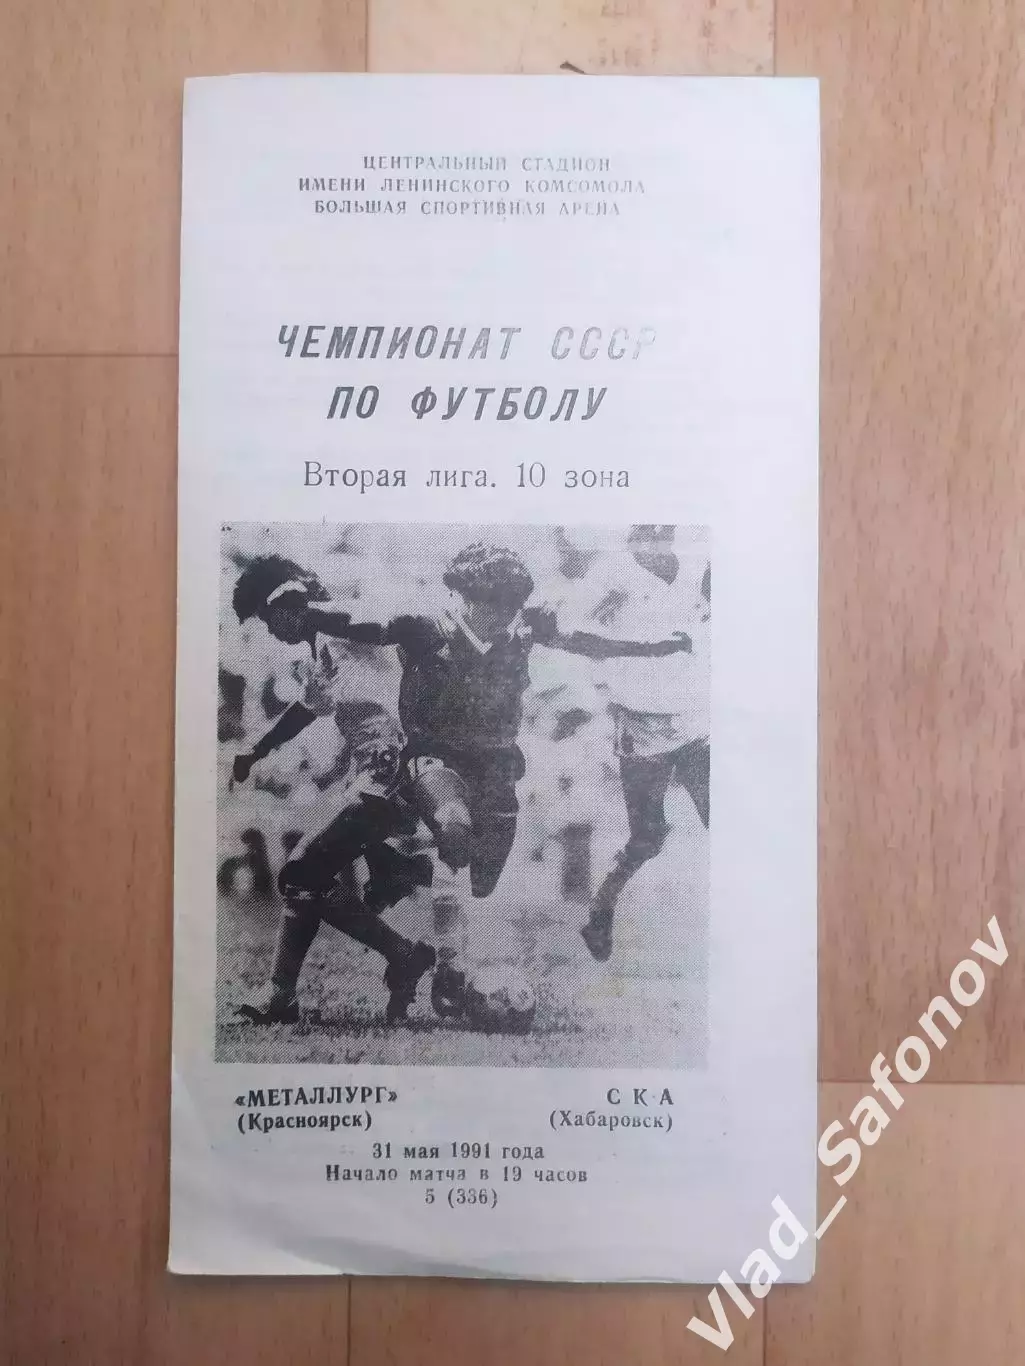 ЦЕНТРАЛЬНЫЙ СТАДИОН
ИМЕНИ ЛЕНИНСКОГО КОМСОМОЛА
БОЛЬШАЯ СПОРТИВНАЯ АРЕНА
ЧЕМПИОНАТ СССР
ПО ФУТБОЛУ
Вторая лига. 10 зона
«МЕТАЛЛУРГ» СКА
(Красноярск) (Хабаровск)
31 мая 1991 года
Начало матча в 19 часов
5 (336)
Vlad_Safonov